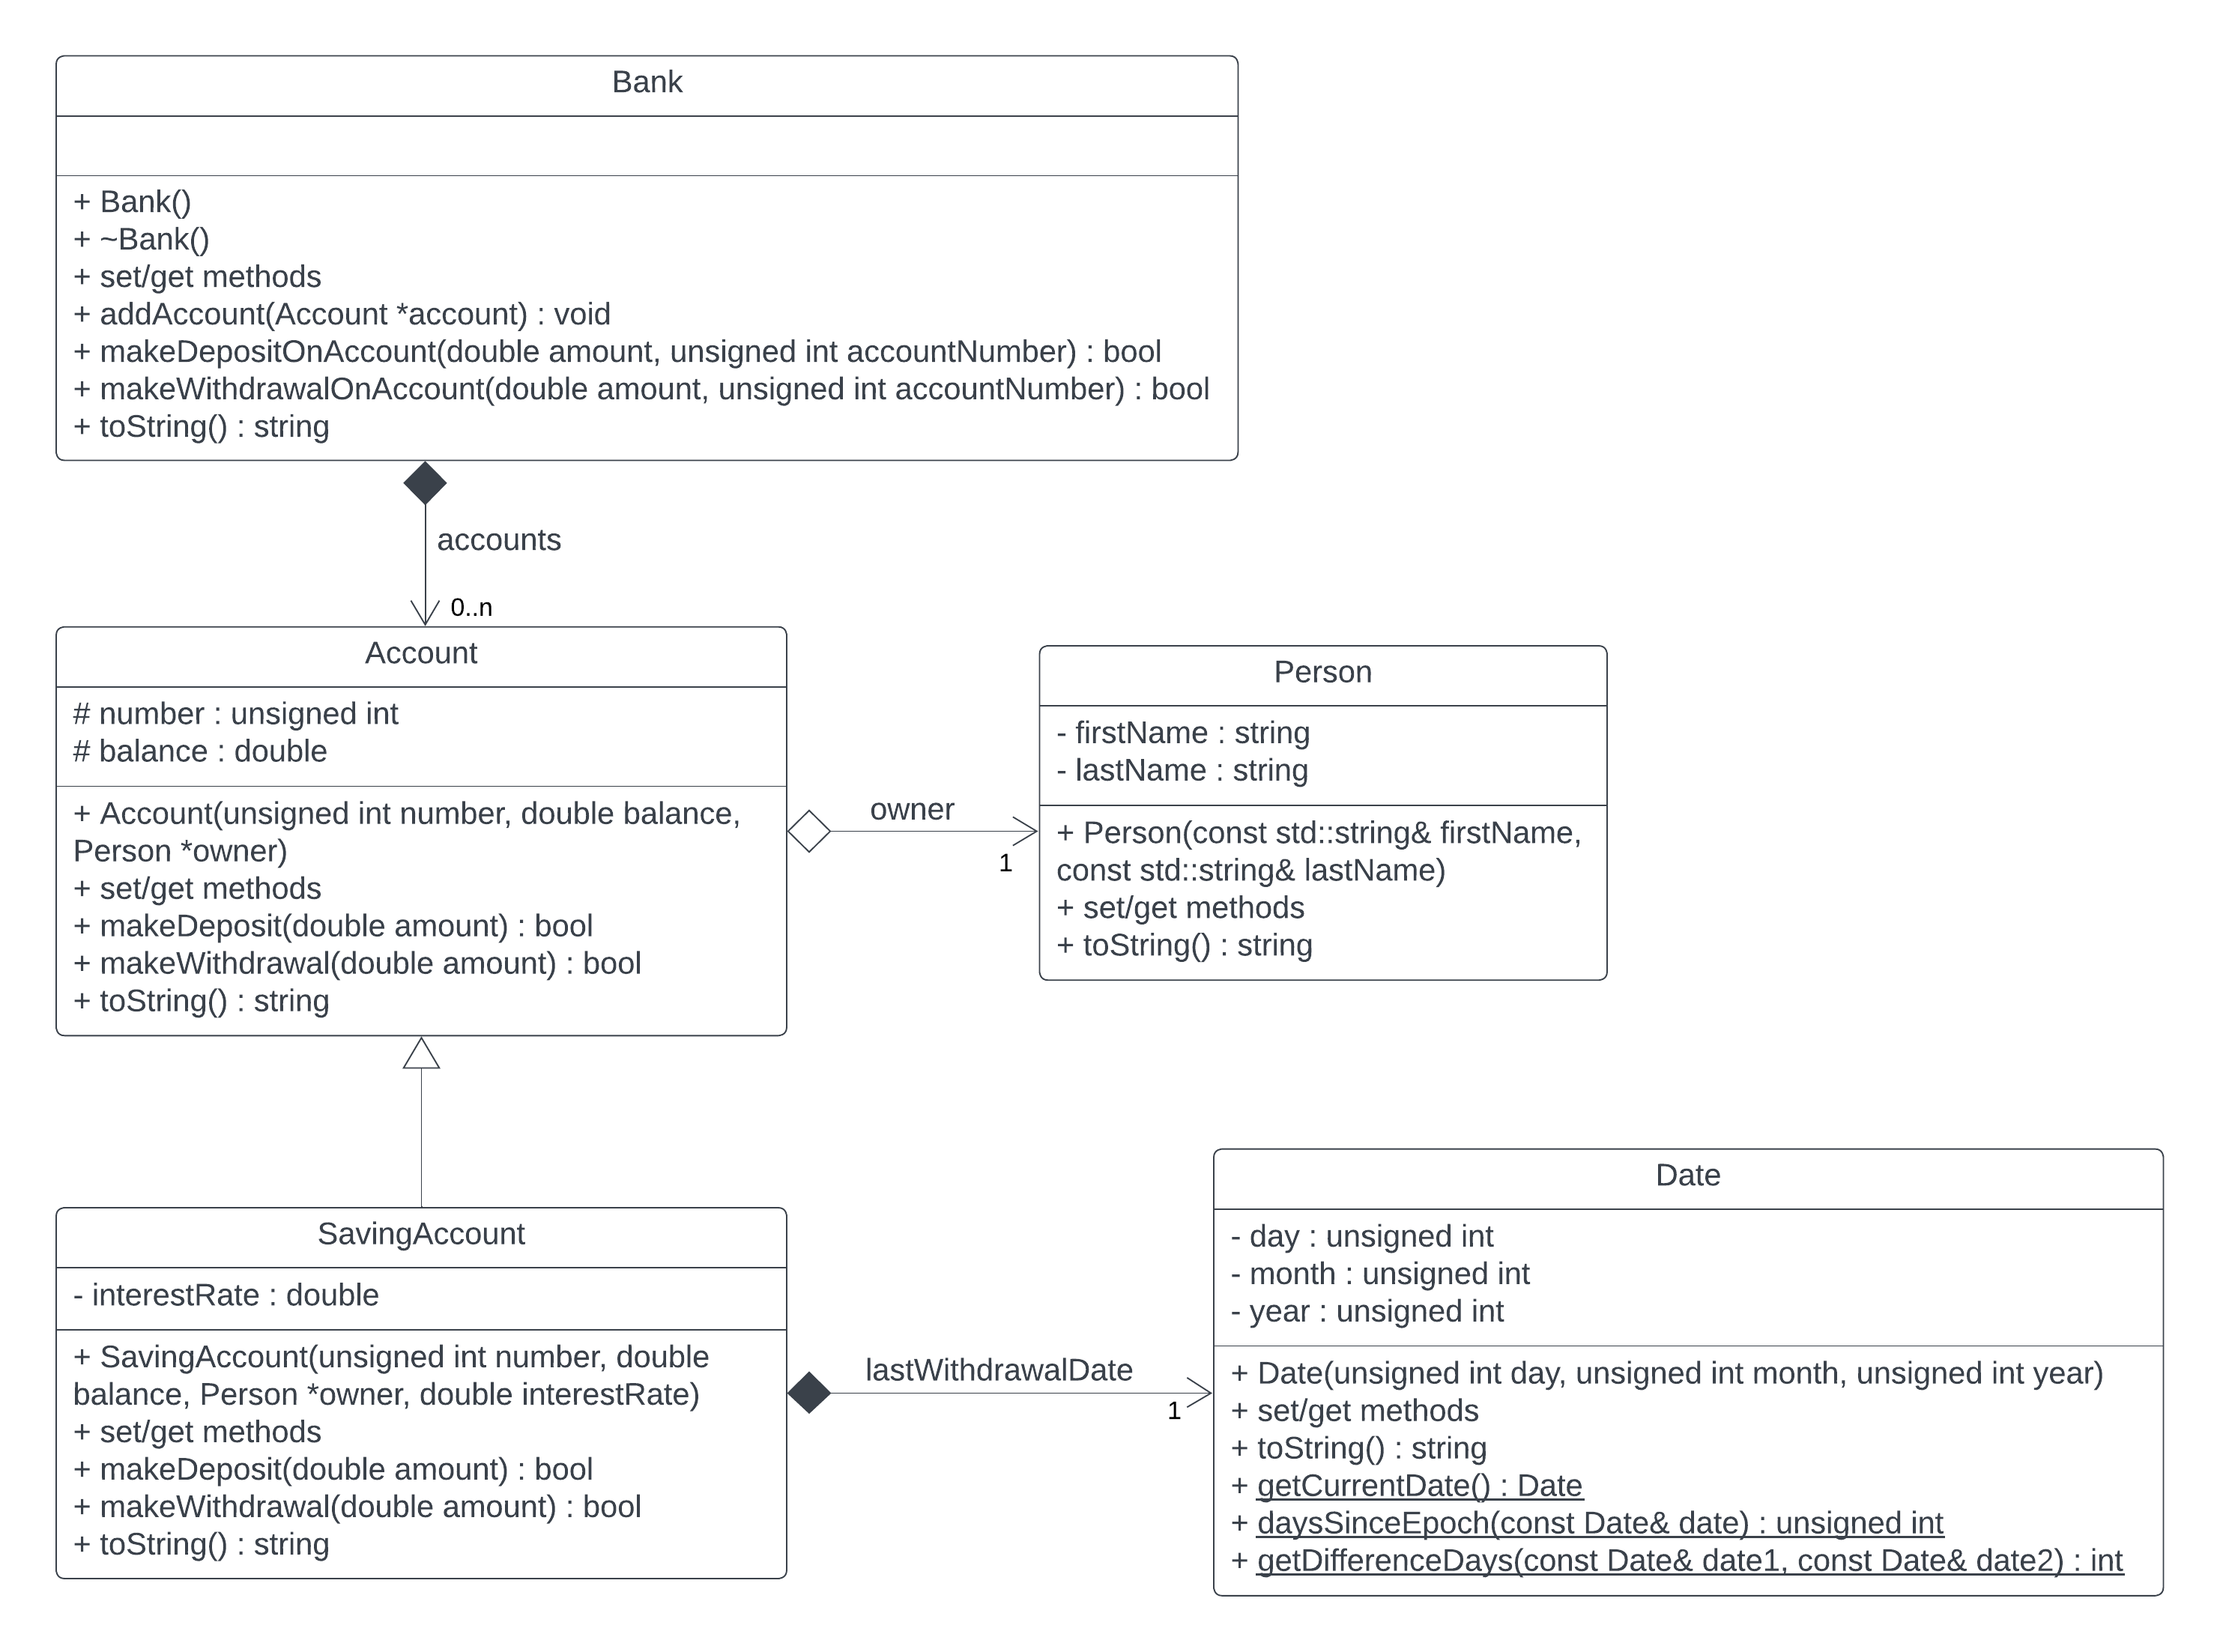 Bank
+ Bank()
+ ~Bank()
+ set/get methods
+ addAccount(Account *account) : void
+ makeDepositOnAccount(double amount, unsigned int accountNumber) : bool
+ makeWithdrawalOnAccount(double amount, unsigned int accountNumber) : bool
+ toString() : string
accounts
0..n
Account
# number : unsigned int
# balance : double
+ Account(unsigned int number, double balance,
Person *owner)
+ set/get methods
+ makeDeposit(double amount) : bool
+ makeWithdrawal(double amount) : bool
+ toString() : string
owner
1
Person
- firstName : string
- lastName : string
+ Person(const std::string& firstName,
const std::string& lastName)
+ set/get methods
+ toString() : string
SavingAccount
- interestRate : double
+ SavingAccount(unsigned int number, double
balance, Person *owner, double interestRate)
+ set/get methods
+ makeDeposit(double amount) : bool
+ makeWithdrawal(double amount) : bool
+ toString() : string
lastWithdrawalDate
1
Date
- day : unsigned int
- month : unsigned int
- year : unsigned int
+ Date(unsigned int day, unsigned int month, unsigned int year)
+ set/get methods
+ toString() : string
+ getCurrentDate() : Date
+ daysSinceEpoch(const Date& date) : unsigned int
+ getDifferenceDays(const Date& date1, const Date& date2) : int